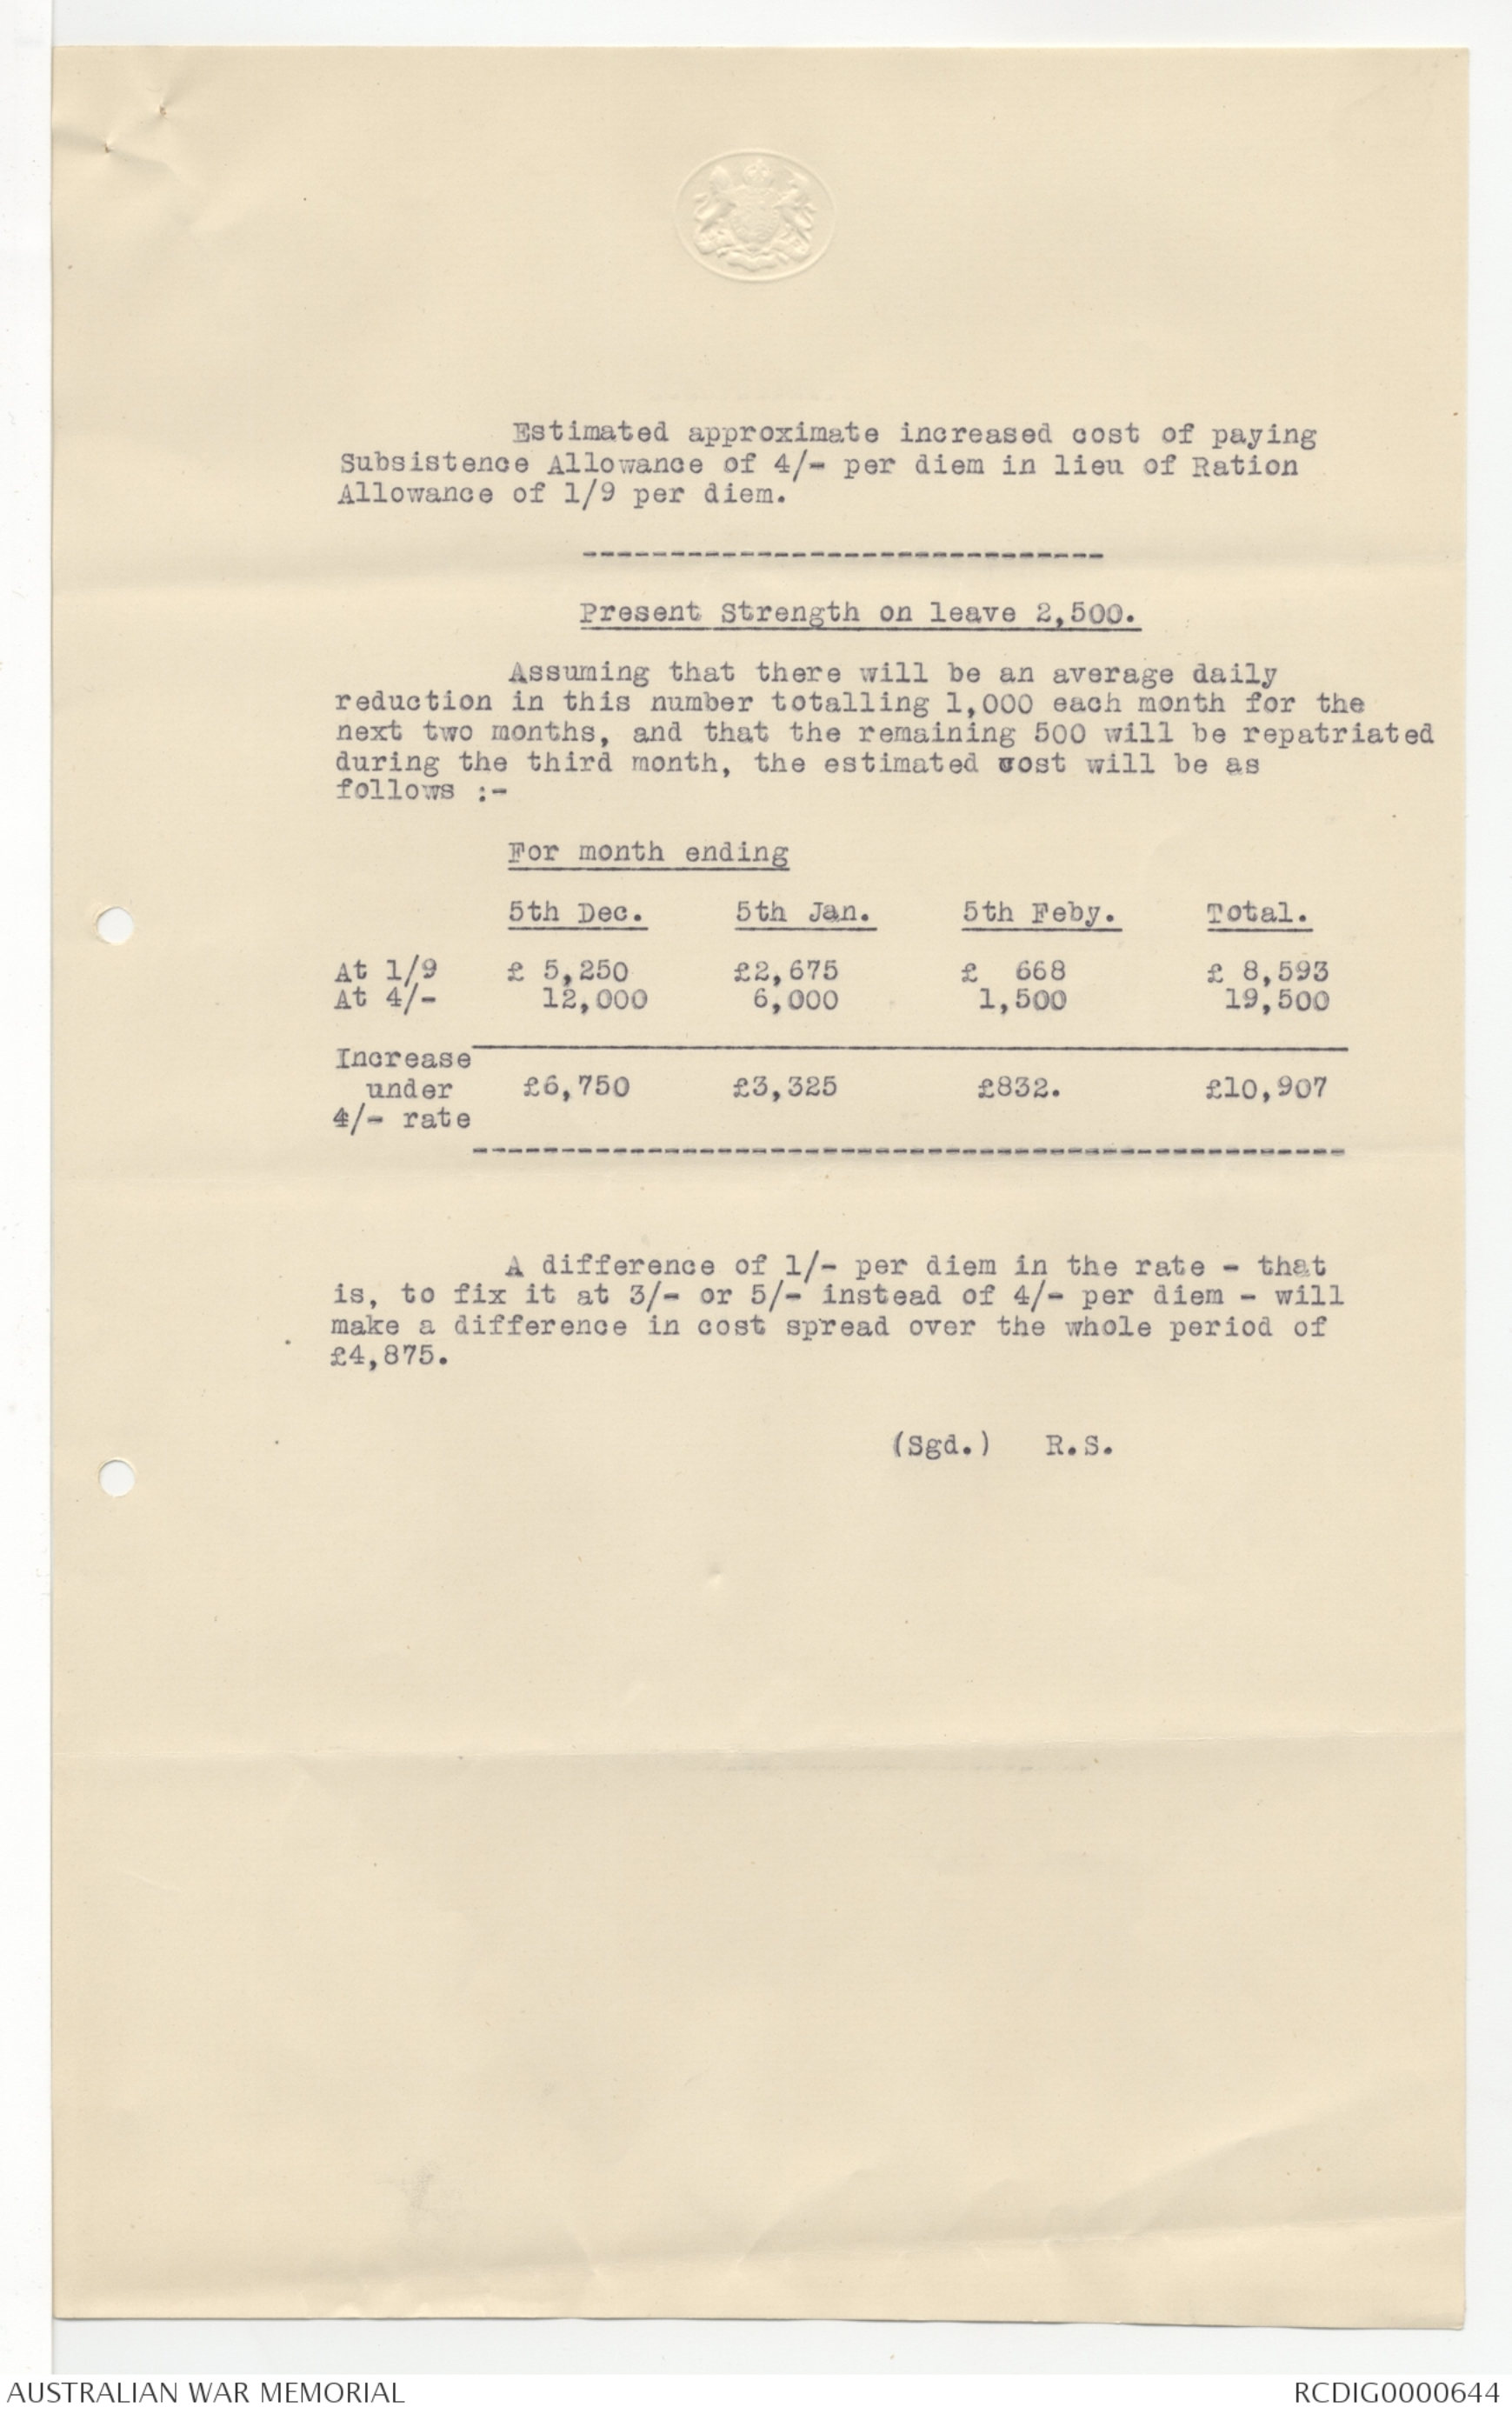 Estimated approximate increased cost of paying
Subsistence Allowance of 4/- per diem in lieu of Ration
Allowance of 1/9 per diem.
-------------------------------
Present Strength on leave 2,500.
Assuming that there will be an average daily
reduction in this number totalling 1,000 each month for the
next two months, and that the remaining 500 will be repatriated
during the third month, the estimated cost will be as
follows :-
For month ending
5th Dec. 5th Jan. 5th Feby. Total.
At 1/9 £ 5,250 £2,675 £ 668 £ 8,593
At 4/- 12,000 6,000 1,500 19,500
Increase
under £6,750 £3,325 £832. £10,907
4/- rate
----------------------------------------------------
A difference of 1/- per diem in the rate - that
is, to fix it at 3/- or 5/- instead of 4/- per diem - will
make a difference in cost spread over the whole period of
£4,875.
(Sgd.) R.S.
AUSTRALIAN WAR MEMORIAL RCDIG0000644